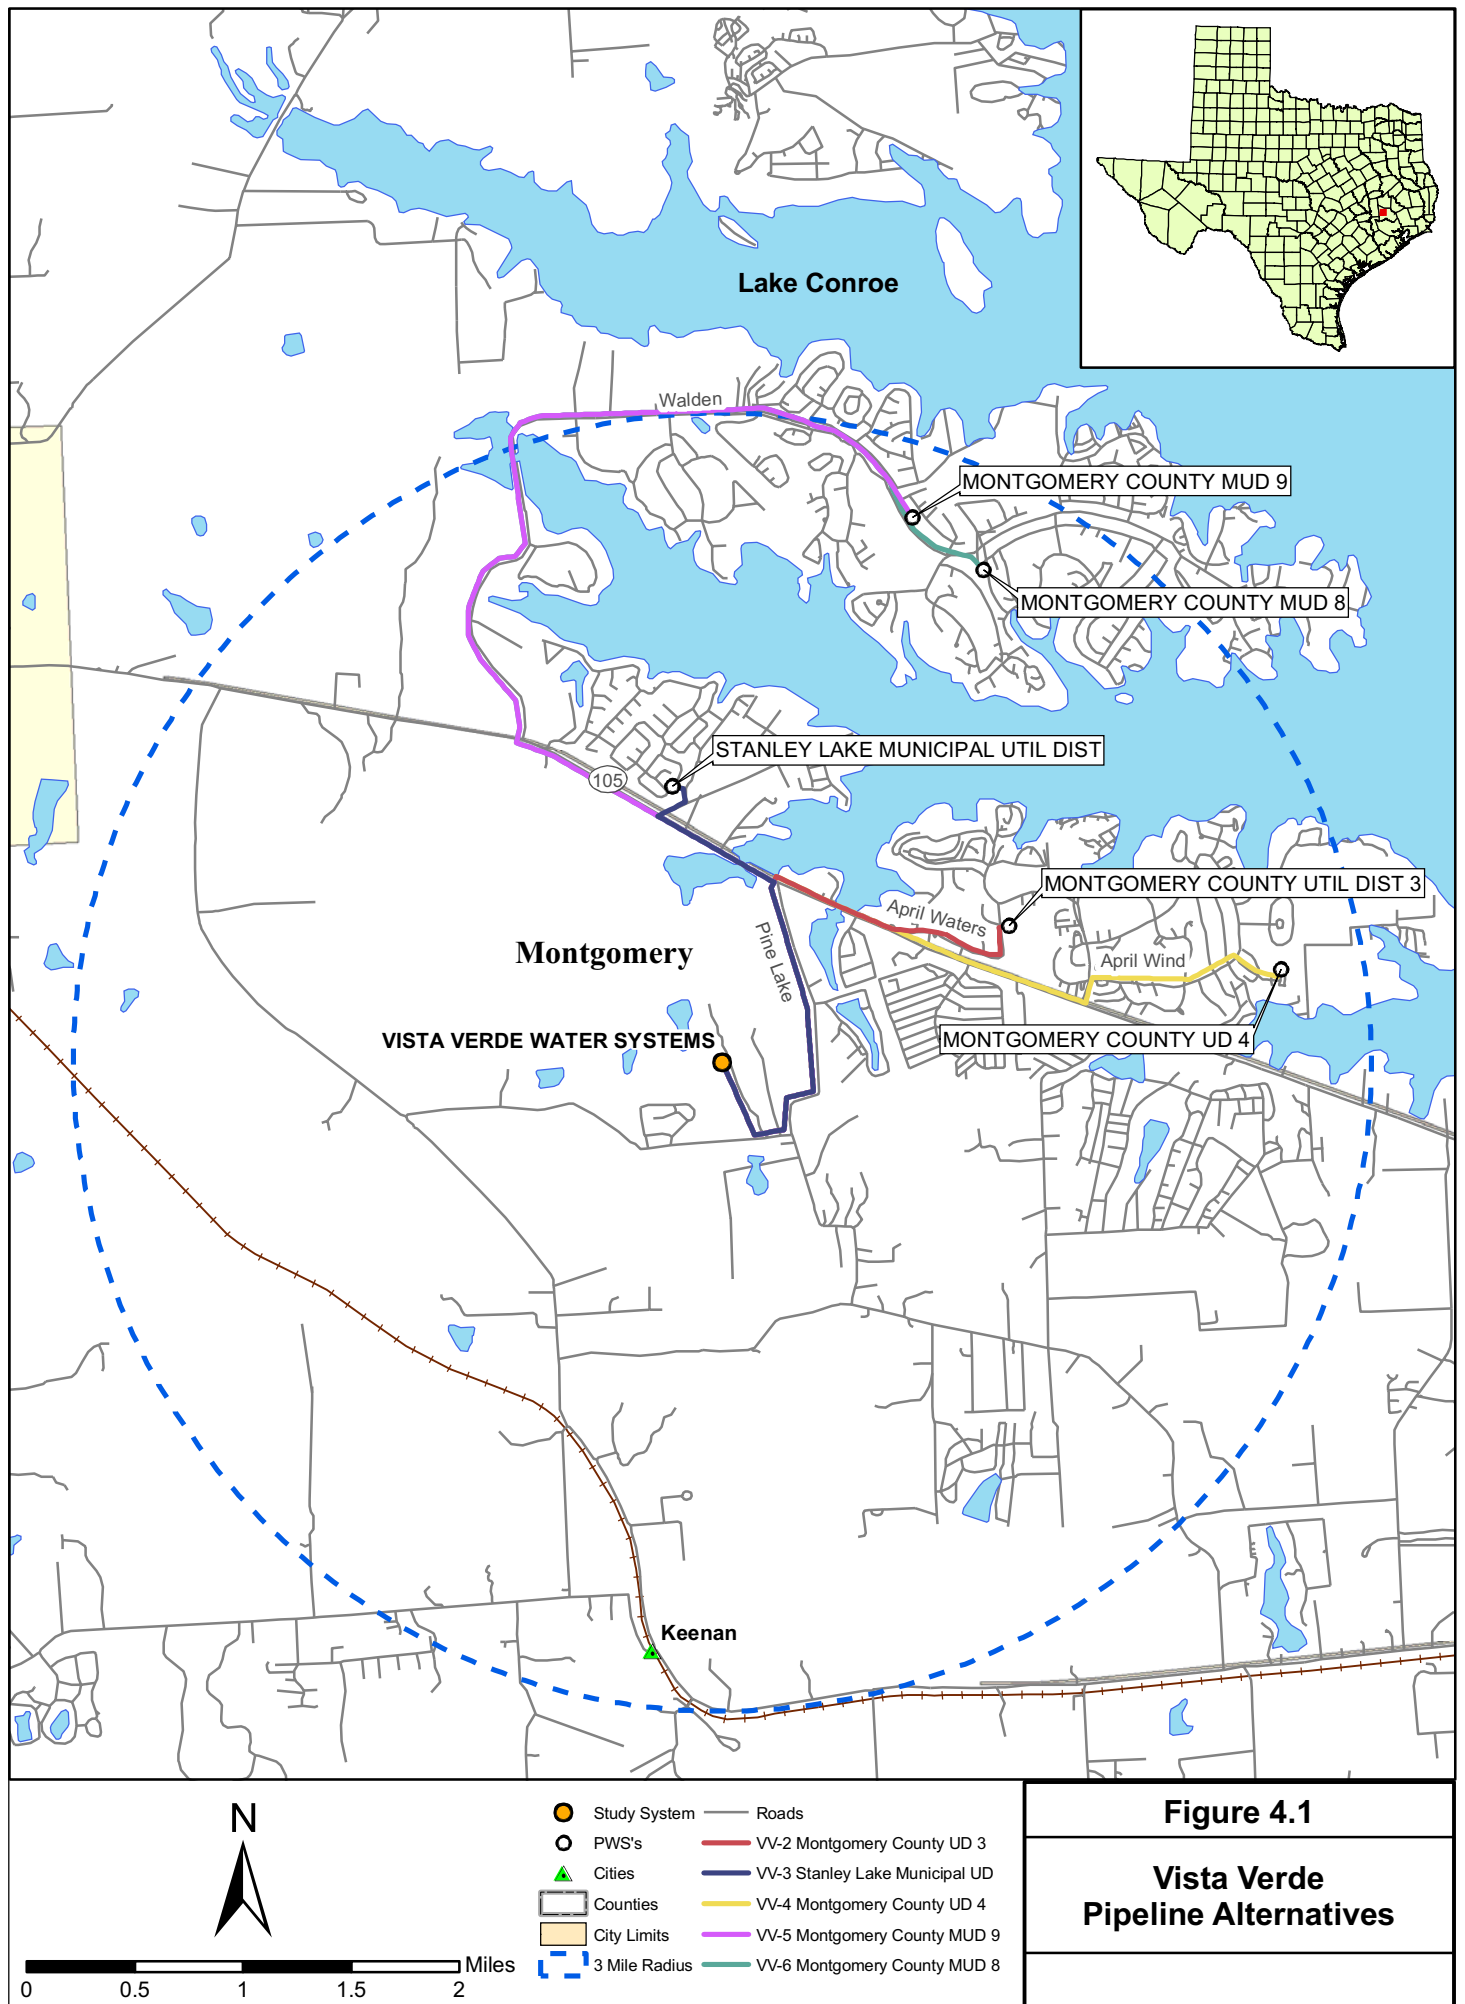 Lake Conroe
Walden
MONTGOMERY COUNTY MUD 9
MONTGOMERY COUNTY MUD 8
STANLEY LAKE MUNICIPAL UTIL DIST
105
MONTGOMERY COUNTY UTIL DIST 3
April Waters
Pine Lake
Montgomery
April Wind
MONTGOMERY COUNTY UD 4
VISTA VERDE WATER SYSTEMS
Keenan
N
Miles
0 0.5 1 1.5 2
Study System
PWS's
Cities
Counties
City Limits
3 Mile Radius
Roads
VV-2 Montgomery County UD 3
VV-3 Stanley Lake Municipal UD
VV-4 Montgomery County UD 4
VV-5 Montgomery County MUD 9
VV-6 Montgomery County MUD 8
Figure 4.1
Vista Verde
Pipeline Alternatives